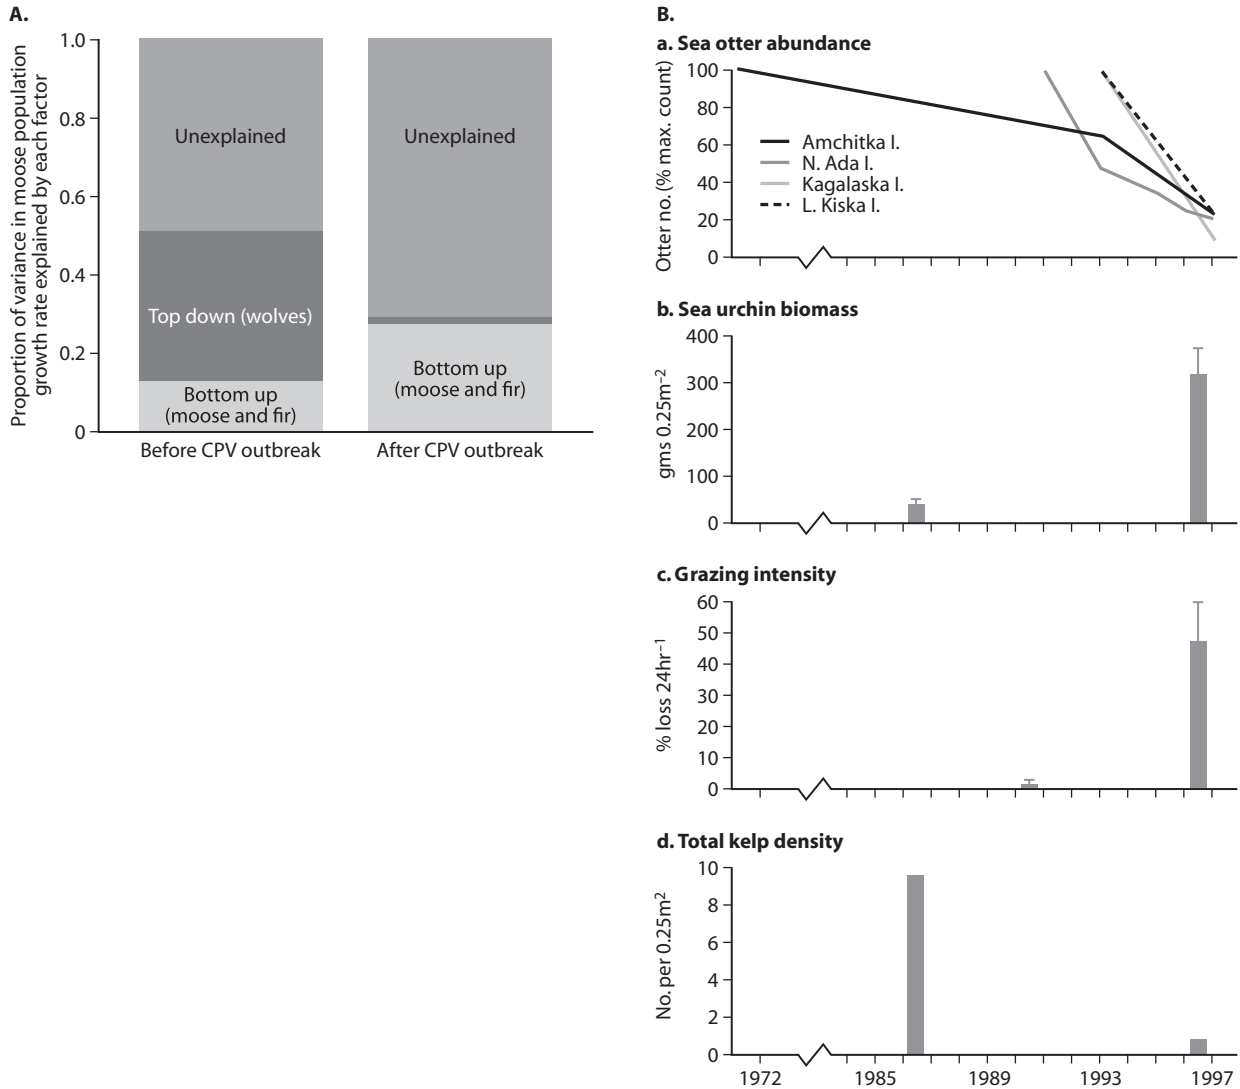 A.
Proportion of variance in moose population
growth rate explained by each factor
1.0
0.8
0.6
0.4
0.2
0
Unexplained
Top down (wolves)
Bottom up
(moose and fir)
Unexplained
Bottom up
(moose and fir)
Before CPV outbreak
After CPV outbreak
B.
a. Sea otter abundance
Otter no. (% max. count)
100
80
60
40
20
0
Amchitka I.
N. Ada I.
Kagalaska I.
L. Kiska I.
b. Sea urchin biomass
gms 0.25m⁻²
400
300
200
100
0
c. Grazing intensity
% loss 24hr⁻¹
60
50
40
30
20
10
0
d. Total kelp density
No. per 0.25m²
10
8
6
4
2
0
1972 1985 1989 1993 1997